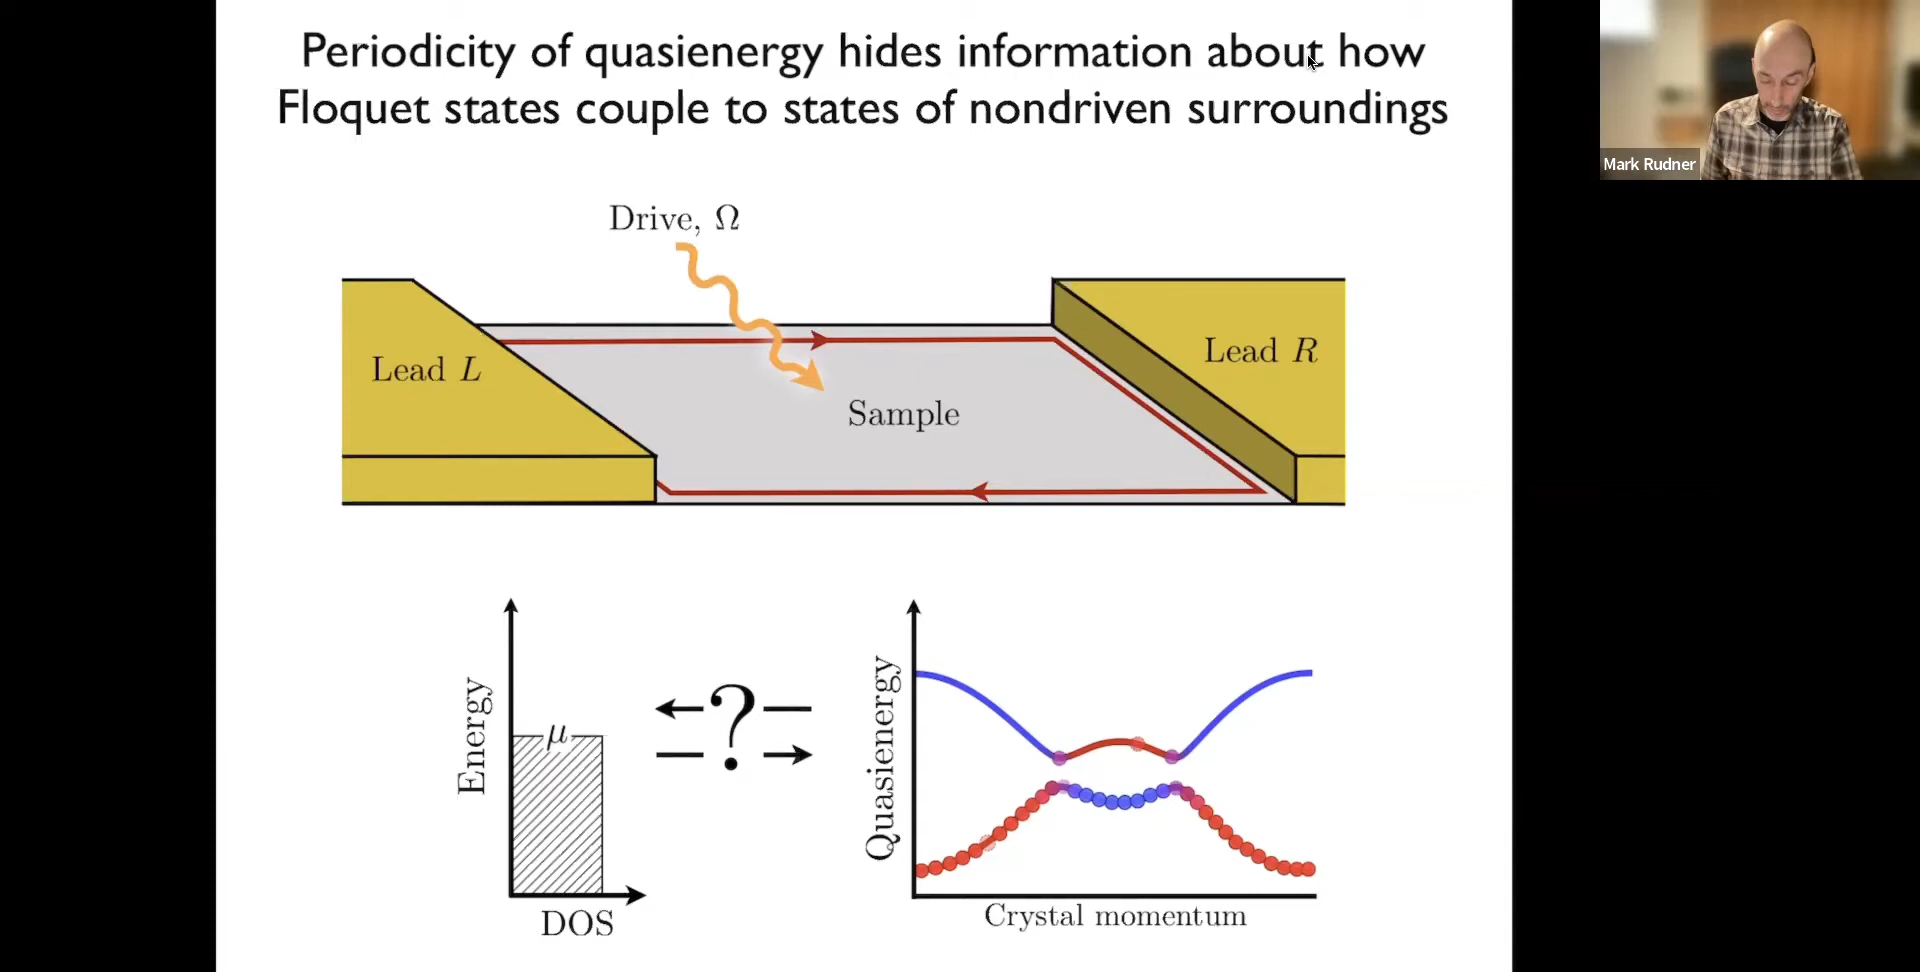 Periodicity of quasienergy hides information about how
Floquet states couple to states of nondriven surroundings
Mark Rudner
Drive, Ω
Lead L
Lead R
Sample
Energy
μ
DOS
?
Quasienergy
Crystal momentum